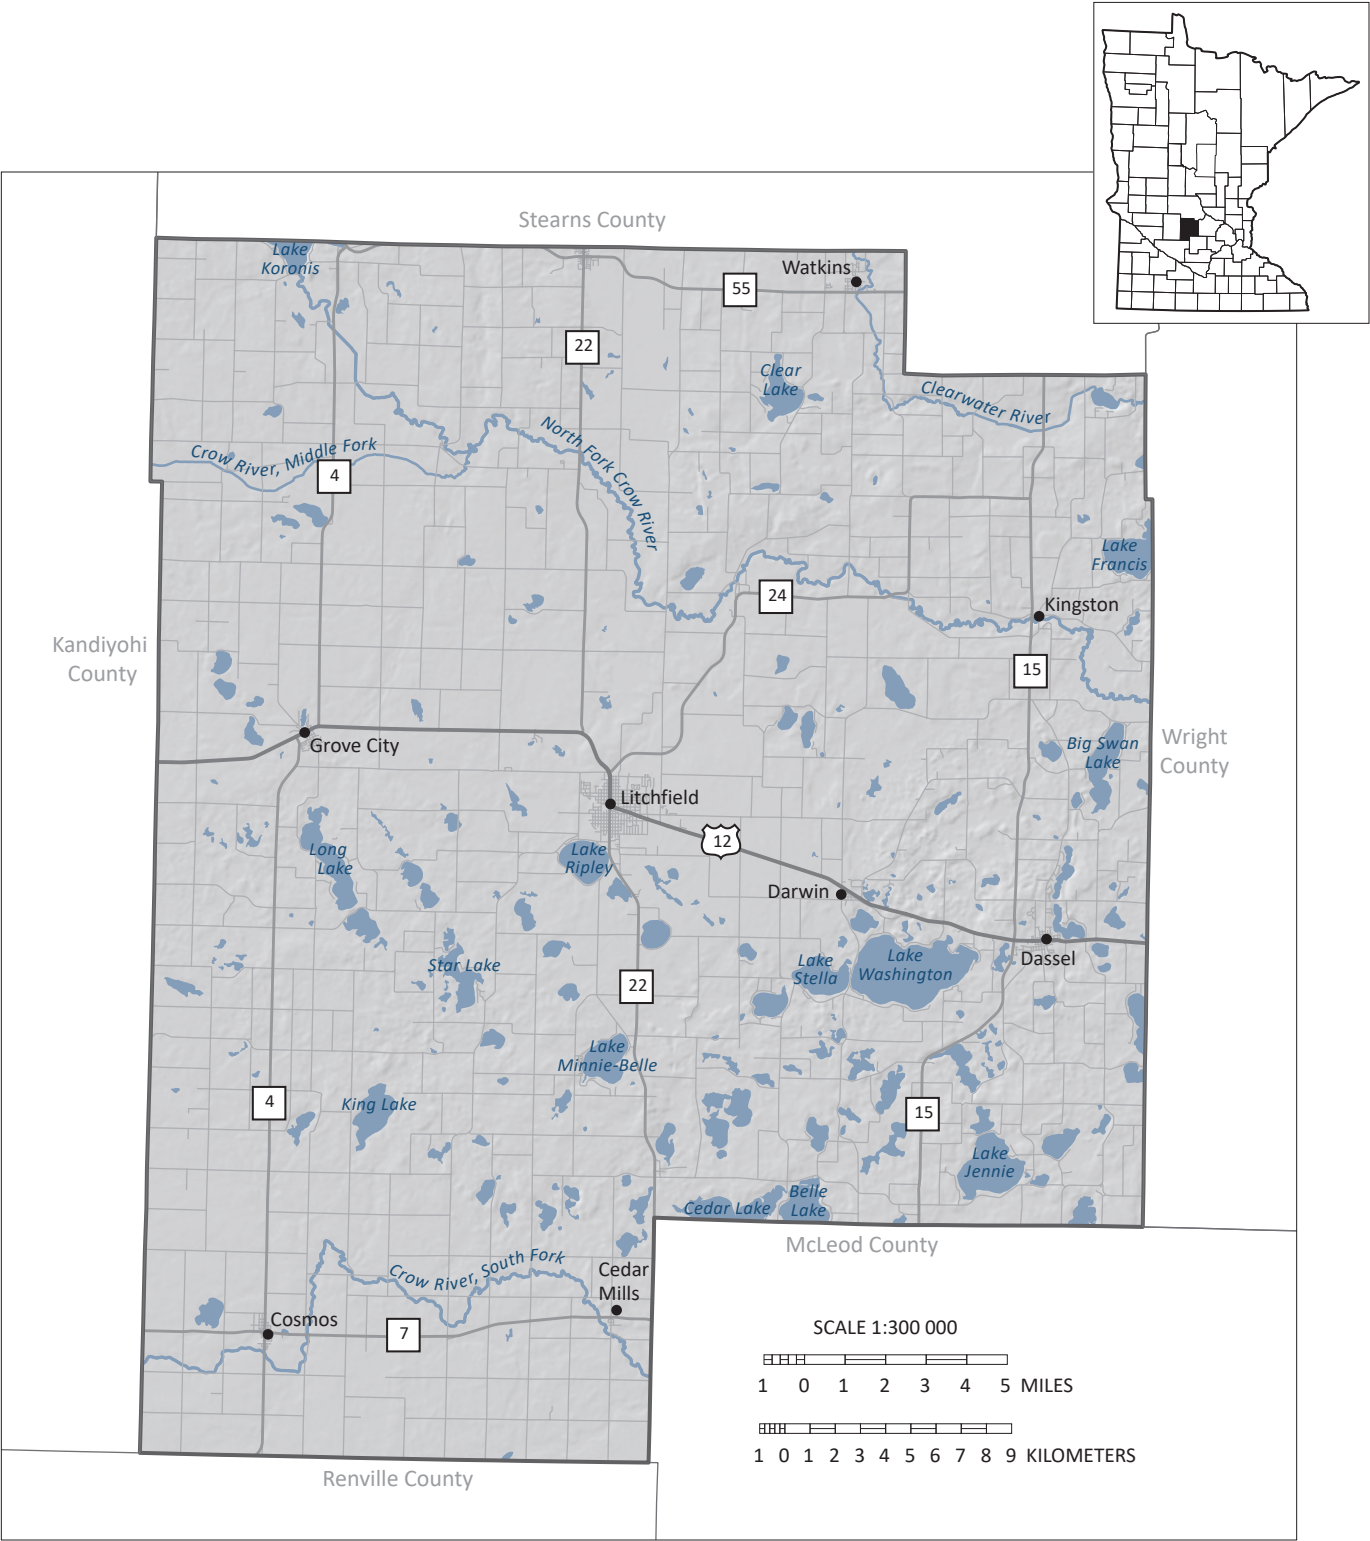 Stearns County
Lake
Koronis
Watkins
55
22
Clear
Lake
Clearwater River
North Fork Crow River
Crow River, Middle Fork
4
Lake
Francis
24
Kingston
Kandiyohi
County
15
Grove City
Big Swan
Lake
Wright
County
Litchfield
12
Long
Lake
Lake
Ripley
Darwin
Star Lake
Lake
Stella
Lake
Washington
Dassel
22
Lake
Minnie-Belle
4
King Lake
15
Lake
Jennie
Cedar Lake
Belle
Lake
McLeod County
Crow River, South Fork
Cedar
Mills
Cosmos
7
SCALE 1:300 000
1 0 1 2 3 4 5 MILES
1 0 1 2 3 4 5 6 7 8 9 KILOMETERS
Renville County